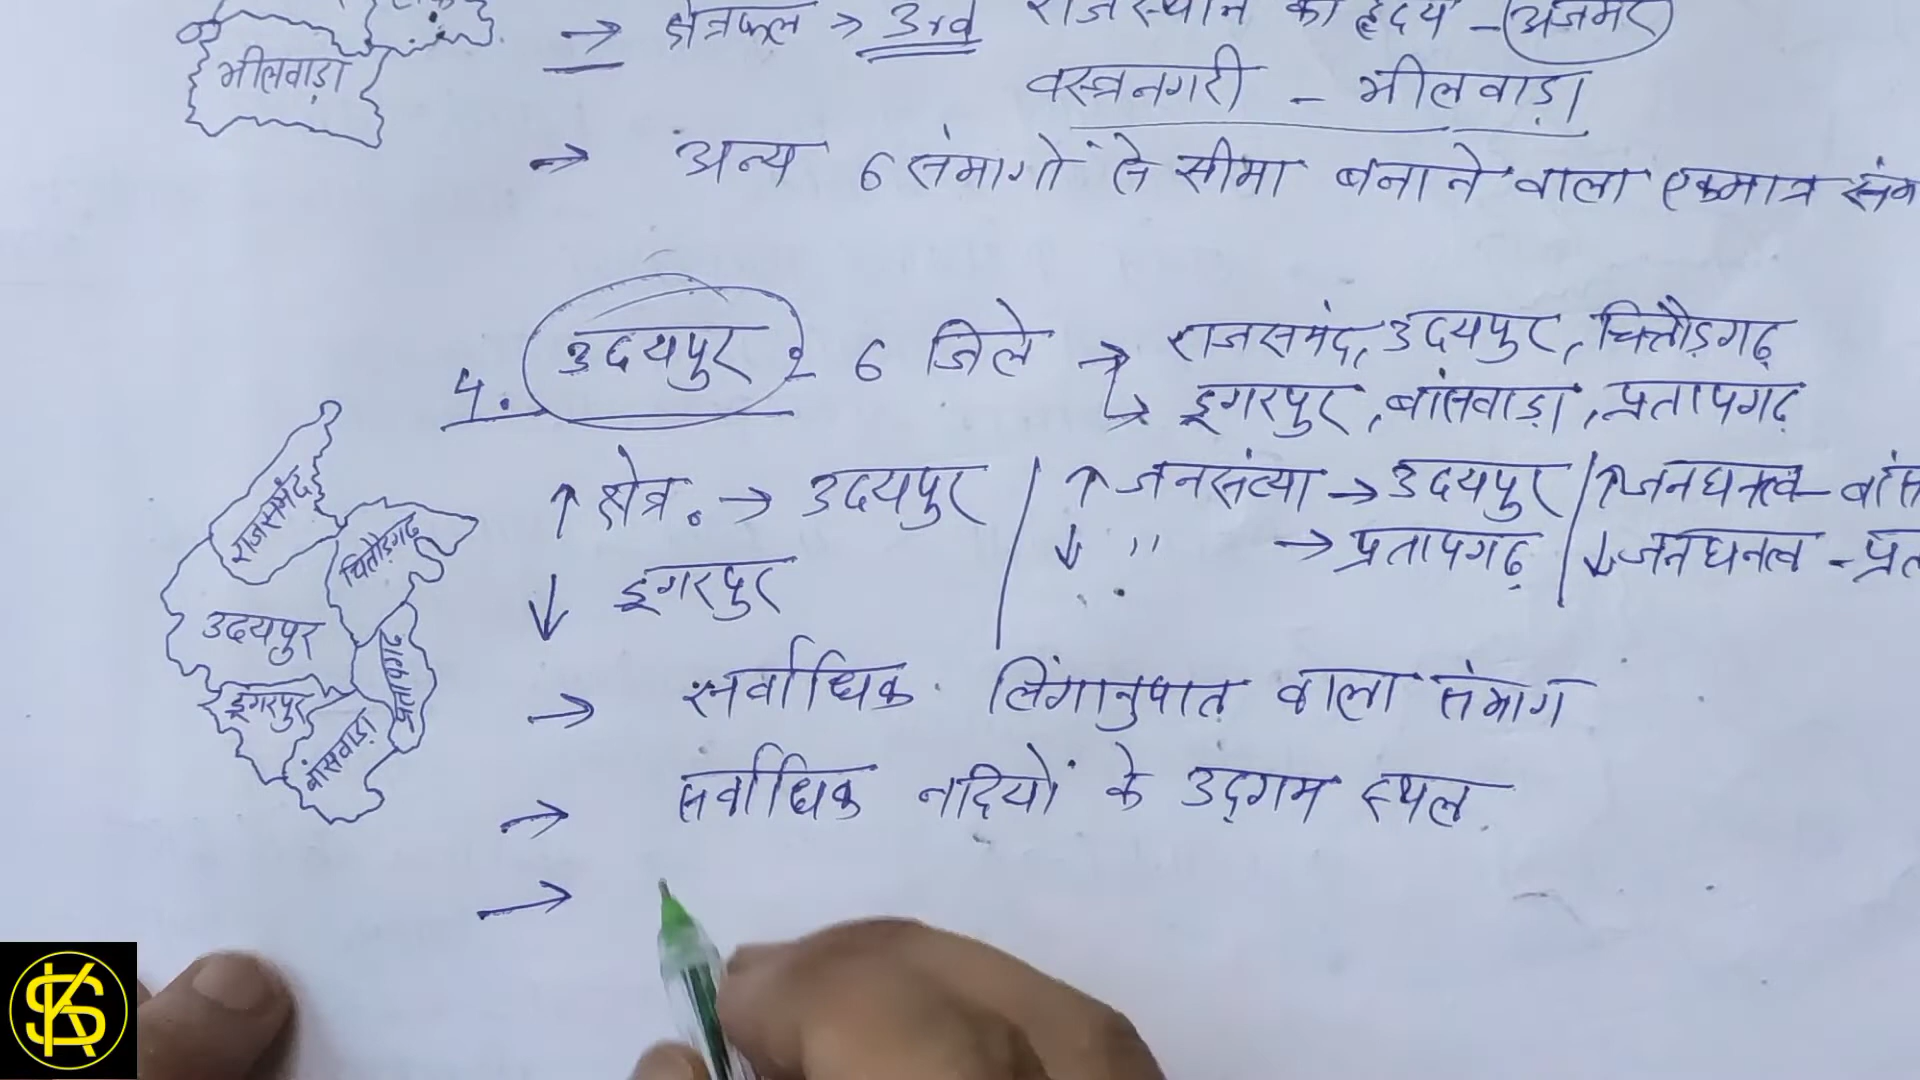 भीलवाड़ा
→ क्षेत्रफल → 3rd
राजस्थान का हृदय - अजमेर
वस्त्रनगरी - भीलवाड़ा
→ अन्य 6 संभागों से सीमा बनाने वाला एकमात्र
4. उदयपुर : 6 जिले → राजसमंद, उदयपुर, चित्तौड़गढ़
डूंगरपुर, बांसवाड़ा, प्रतापगढ़
↑ क्षेत्र. → उदयपुर | ↑ जनसंख्या → उदयपुर | ↑ जनघनत्व - बांस
↓ डूंगरपुर | ↓ " → प्रतापगढ़ | ↓ जनघनत्व - प्रत
→ सर्वाधिक लिंगानुपात वाला संभाग
→ सर्वाधिक नदियों के उद्गम स्थल
→
राजसमंद
चित्तौड़गढ़
उदयपुर
प्रतापगढ़
डूंगरपुर
बांसवाड़ा
KS